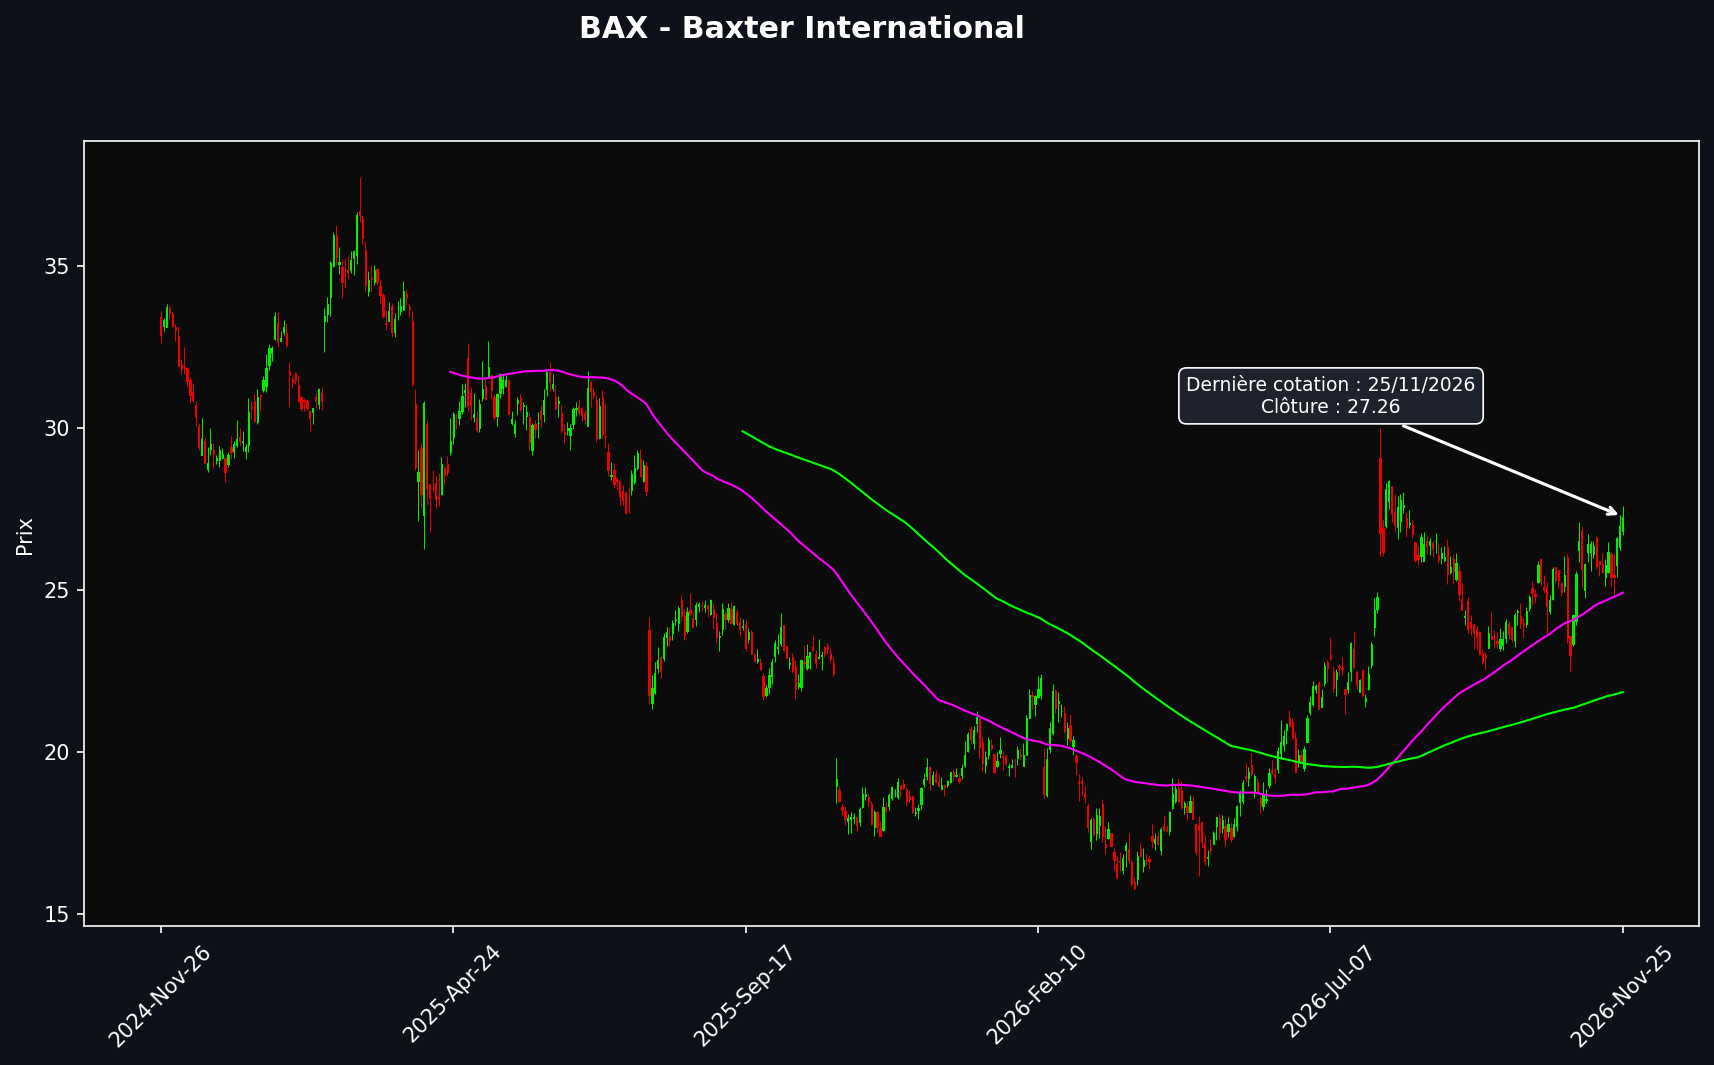 BAX - Baxter International
Prix
35
30
25
20
15
Dernière cotation : 25/11/2026
Clôture : 27.26
2024-Nov-26
2025-Apr-24
2025-Sep-17
2026-Feb-10
2026-Jul-07
2026-Nov-25